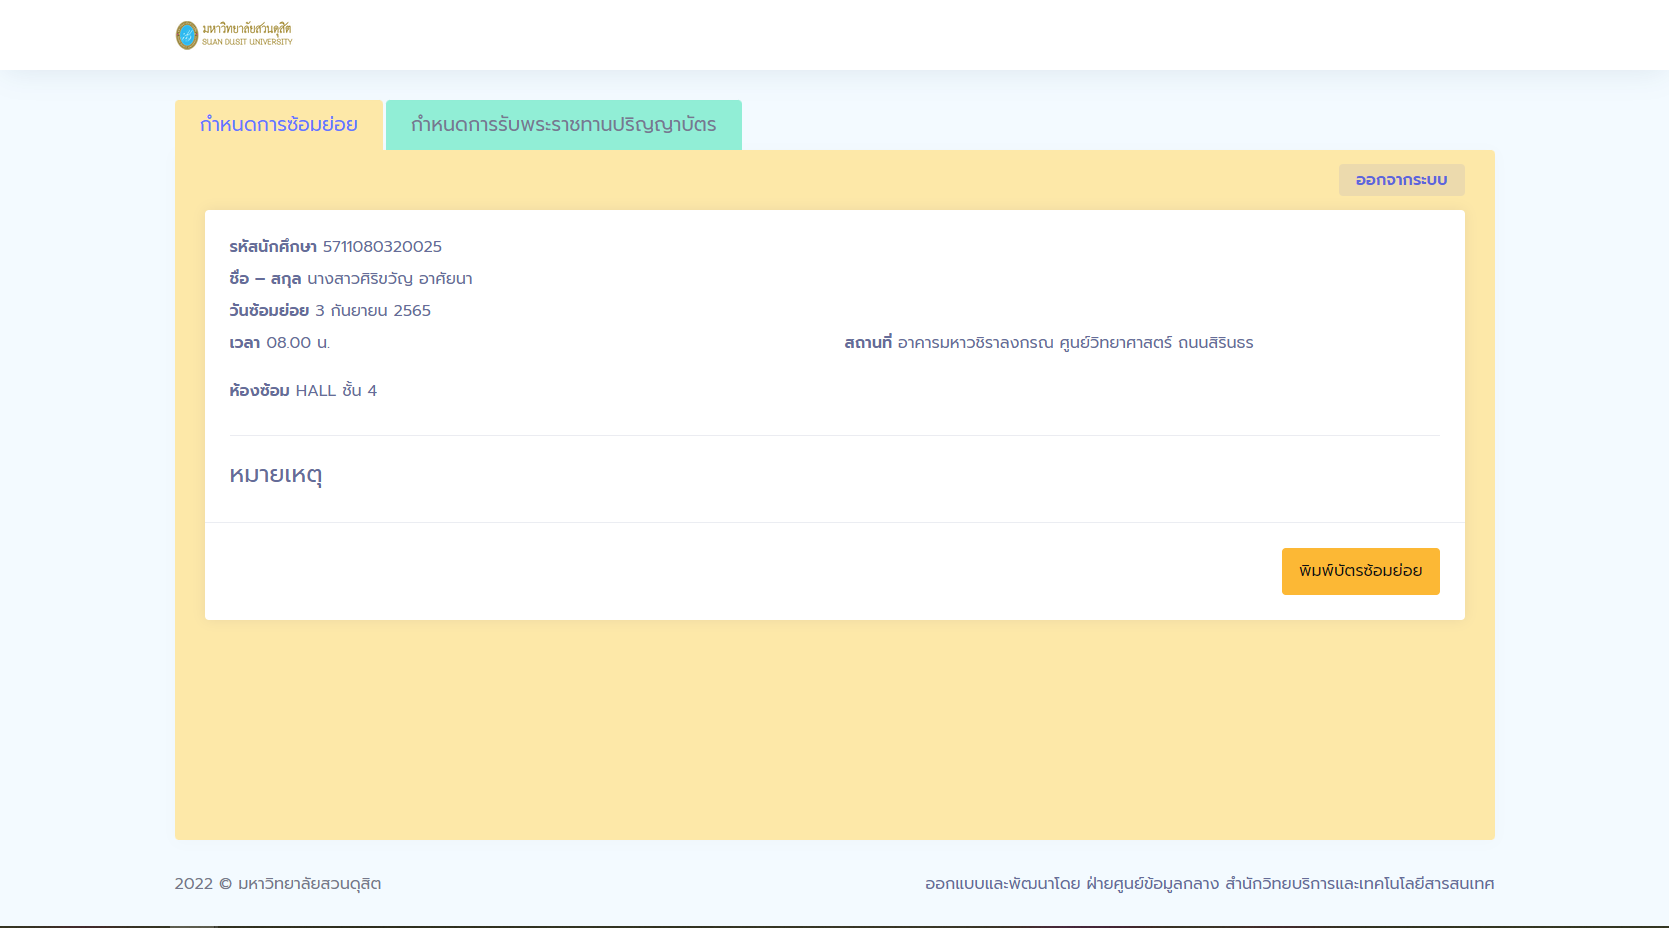 มหาวิทยาลัยสวนดุสิต
SUAN DUSIT UNIVERSITY
กำหนดการซ้อมย่อย
กำหนดการรับพระราชทานปริญญาบัตร
ออกจากระบบ
รหัสนักศึกษา 5711080320025
ชื่อ – สกุล นางสาวศิริขวัญ อาศัยนา
วันซ้อมย่อย 3 กันยายน 2565
เวลา 08.00 น.
สถานที่ อาคารมหาวชิราลงกรณ ศูนย์วิทยาศาสตร์ ถนนสิรินธร
ห้องซ้อม HALL ชั้น 4
หมายเหตุ
พิมพ์บัตรซ้อมย่อย
2022 © มหาวิทยาลัยสวนดุสิต
ออกแบบและพัฒนาโดย ฝ่ายศูนย์ข้อมูลกลาง สำนักวิทยบริการและเทคโนโลยีสารสนเทศ